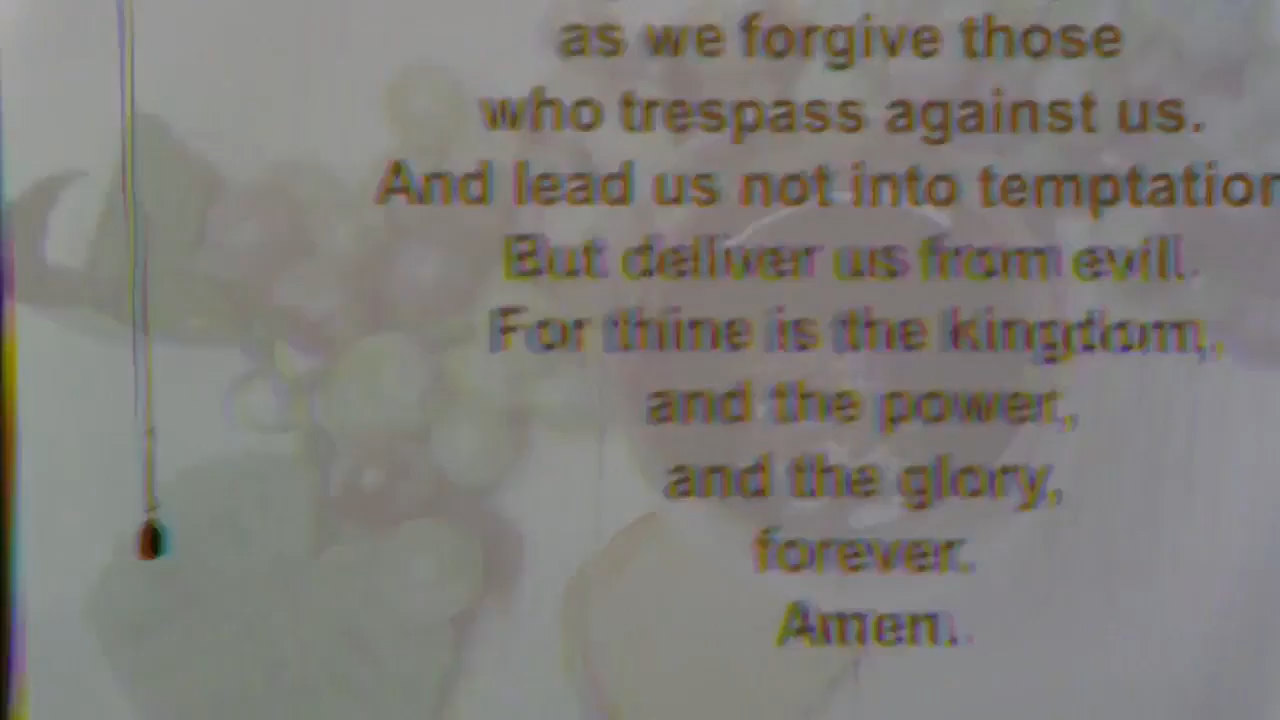 as we forgive those
who trespass against us.
And lead us not into temptation
But deliver us from evil.
For thine is the kingdom,
and the power,
and the glory,
forever.
Amen.